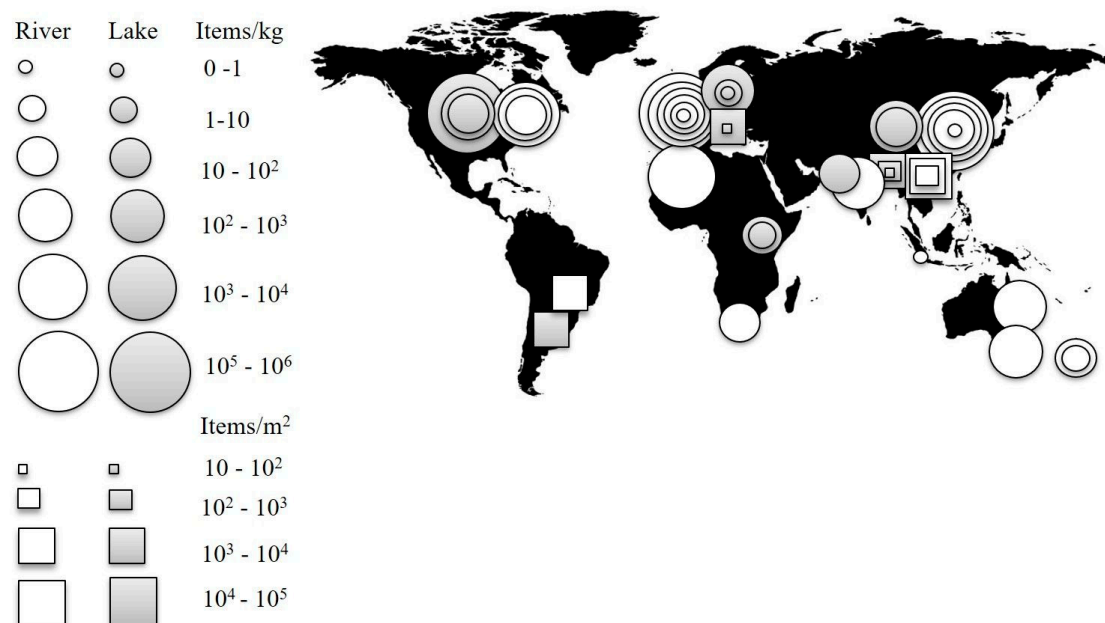 River Lake Items/kg
0 -1
1-10
10 - 10²
10² - 10³
10³ - 10⁴
10⁵ - 10⁶
Items/m²
10 - 10²
10² - 10³
10³ - 10⁴
10⁴ - 10⁵